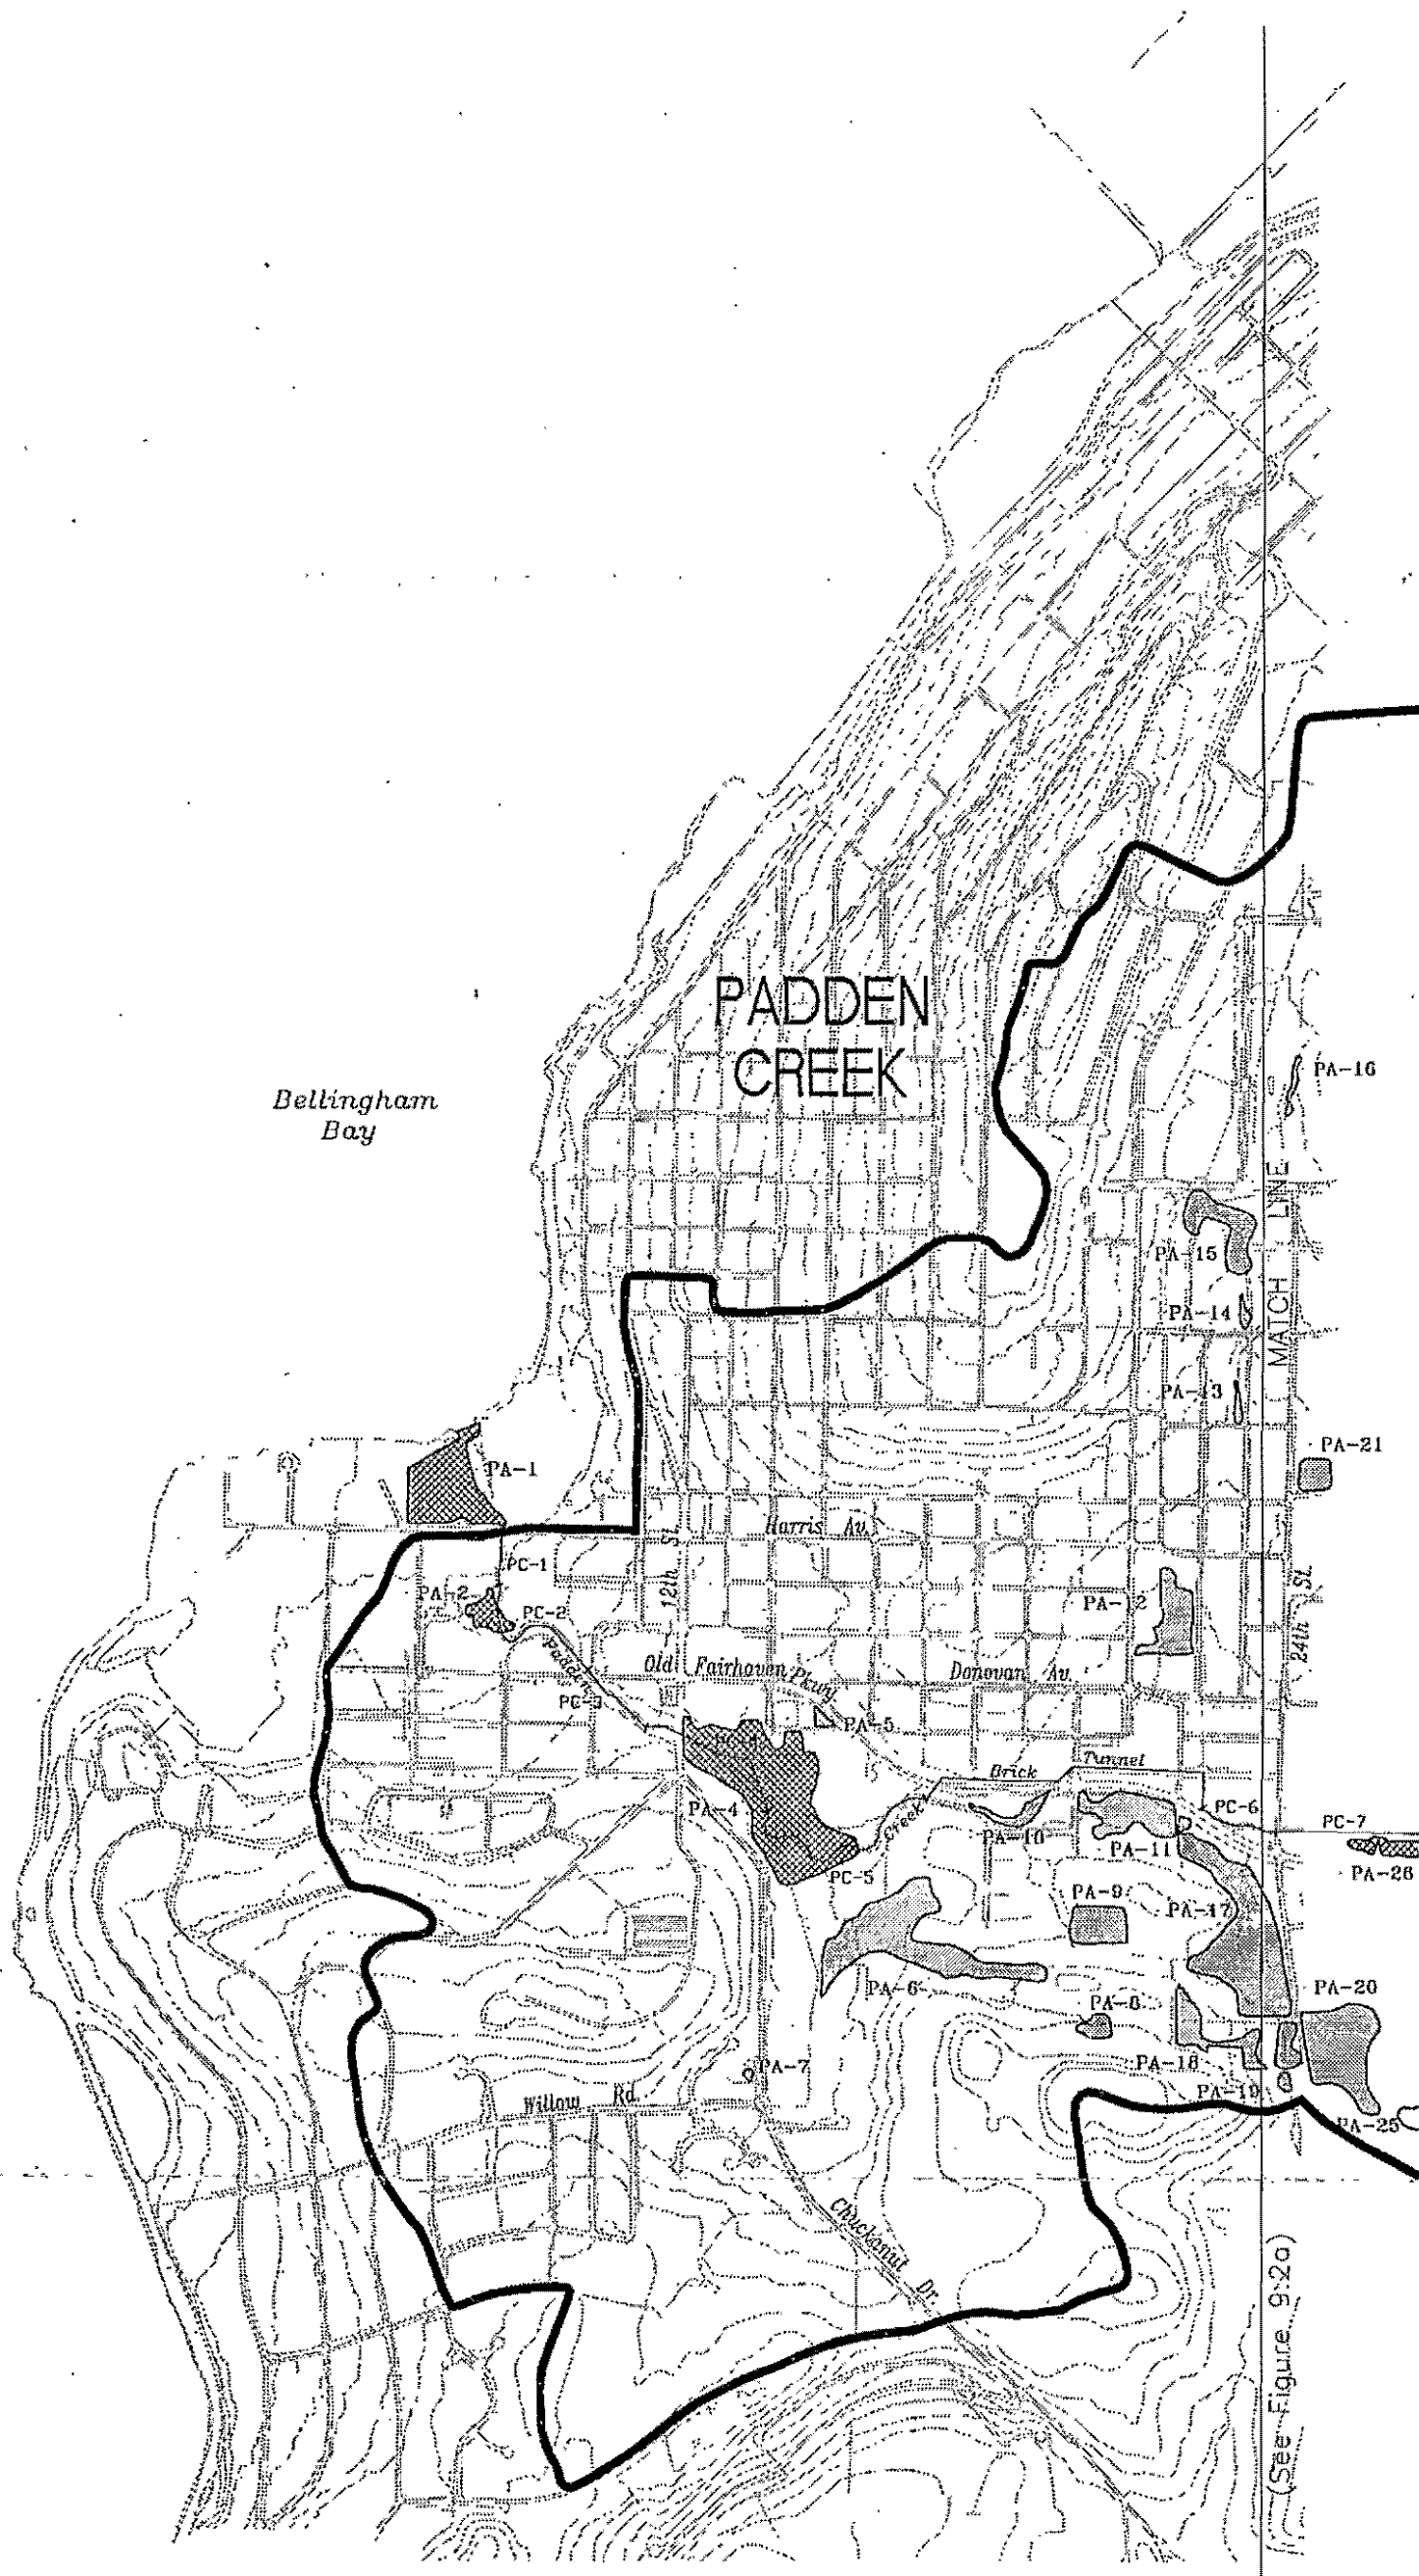 PADDEN
CREEK
Bellingham
Bay
PA-16
MATCH LINE
PA-15
PA-14
PA-13
PA-21
PA-1
Harris Av.
12th St.
PC-1
PA-2
PC-2
PA-12
24th St.
Padden
PC-3
Old Fairhaven Pkwy.
Donovan Av.
PA-5
Brick Tunnel
Creek
PA-4
PA-10
PC-6
PA-11
PC-7
PA-26
PC-5
PA-9
PA-17
PA-6
PA-8
PA-20
PA-7
PA-18
PA-19
PA-25
Willow Rd.
Chuckanut Dr.
(See Figure 9.2a)